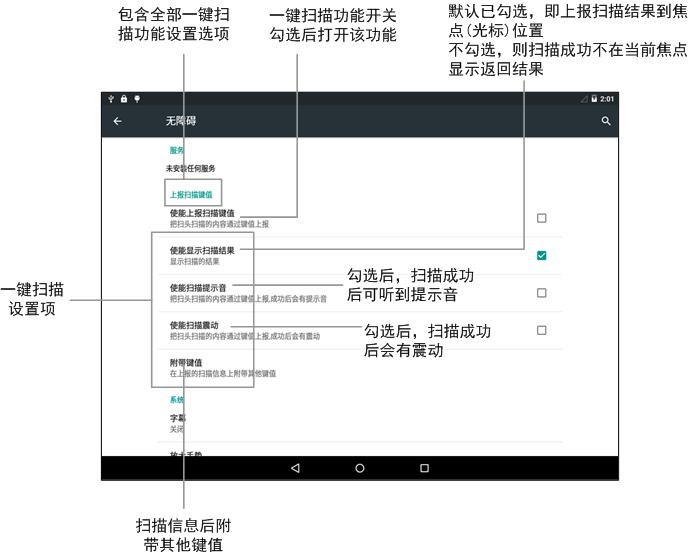 包含全部一键扫
描功能设置选项
一键扫描功能开关
勾选后打开该功能
默认已勾选，即上报扫描结果到焦
点(光标)位置
不勾选，则扫描成功不在当前焦点
显示返回结果
2:01
无障碍
服务
未安装任何服务
上报扫描键值
使能上报扫描键值
把扫头扫描的内容通过键值上报
使能显示扫描结果
显示扫描的结果
一键扫描
设置项
使能扫描提示音
把扫头扫描的内容通过键值上报,成功后会有提示音
勾选后，扫描成功
后可听到提示音
使能扫描震动
把扫头扫描的内容通过键值上报,成功后会有震动
勾选后，扫描成功
后会有震动
附带键值
在上报的扫描信息上附带其他键值
系统
字幕
关闭
放大手势
扫描信息后附
带其他键值